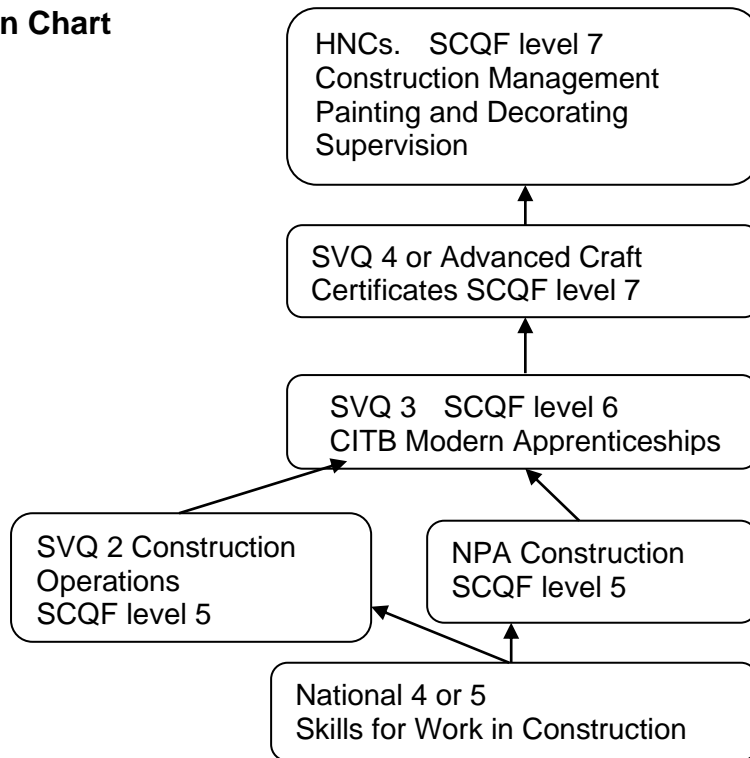 n Chart
HNCs. SCQF level 7
Construction Management
Painting and Decorating
Supervision
SVQ 4 or Advanced Craft
Certificates SCQF level 7
SVQ 3 SCQF level 6
CITB Modern Apprenticeships
SVQ 2 Construction
Operations
SCQF level 5
NPA Construction
SCQF level 5
National 4 or 5
Skills for Work in Construction